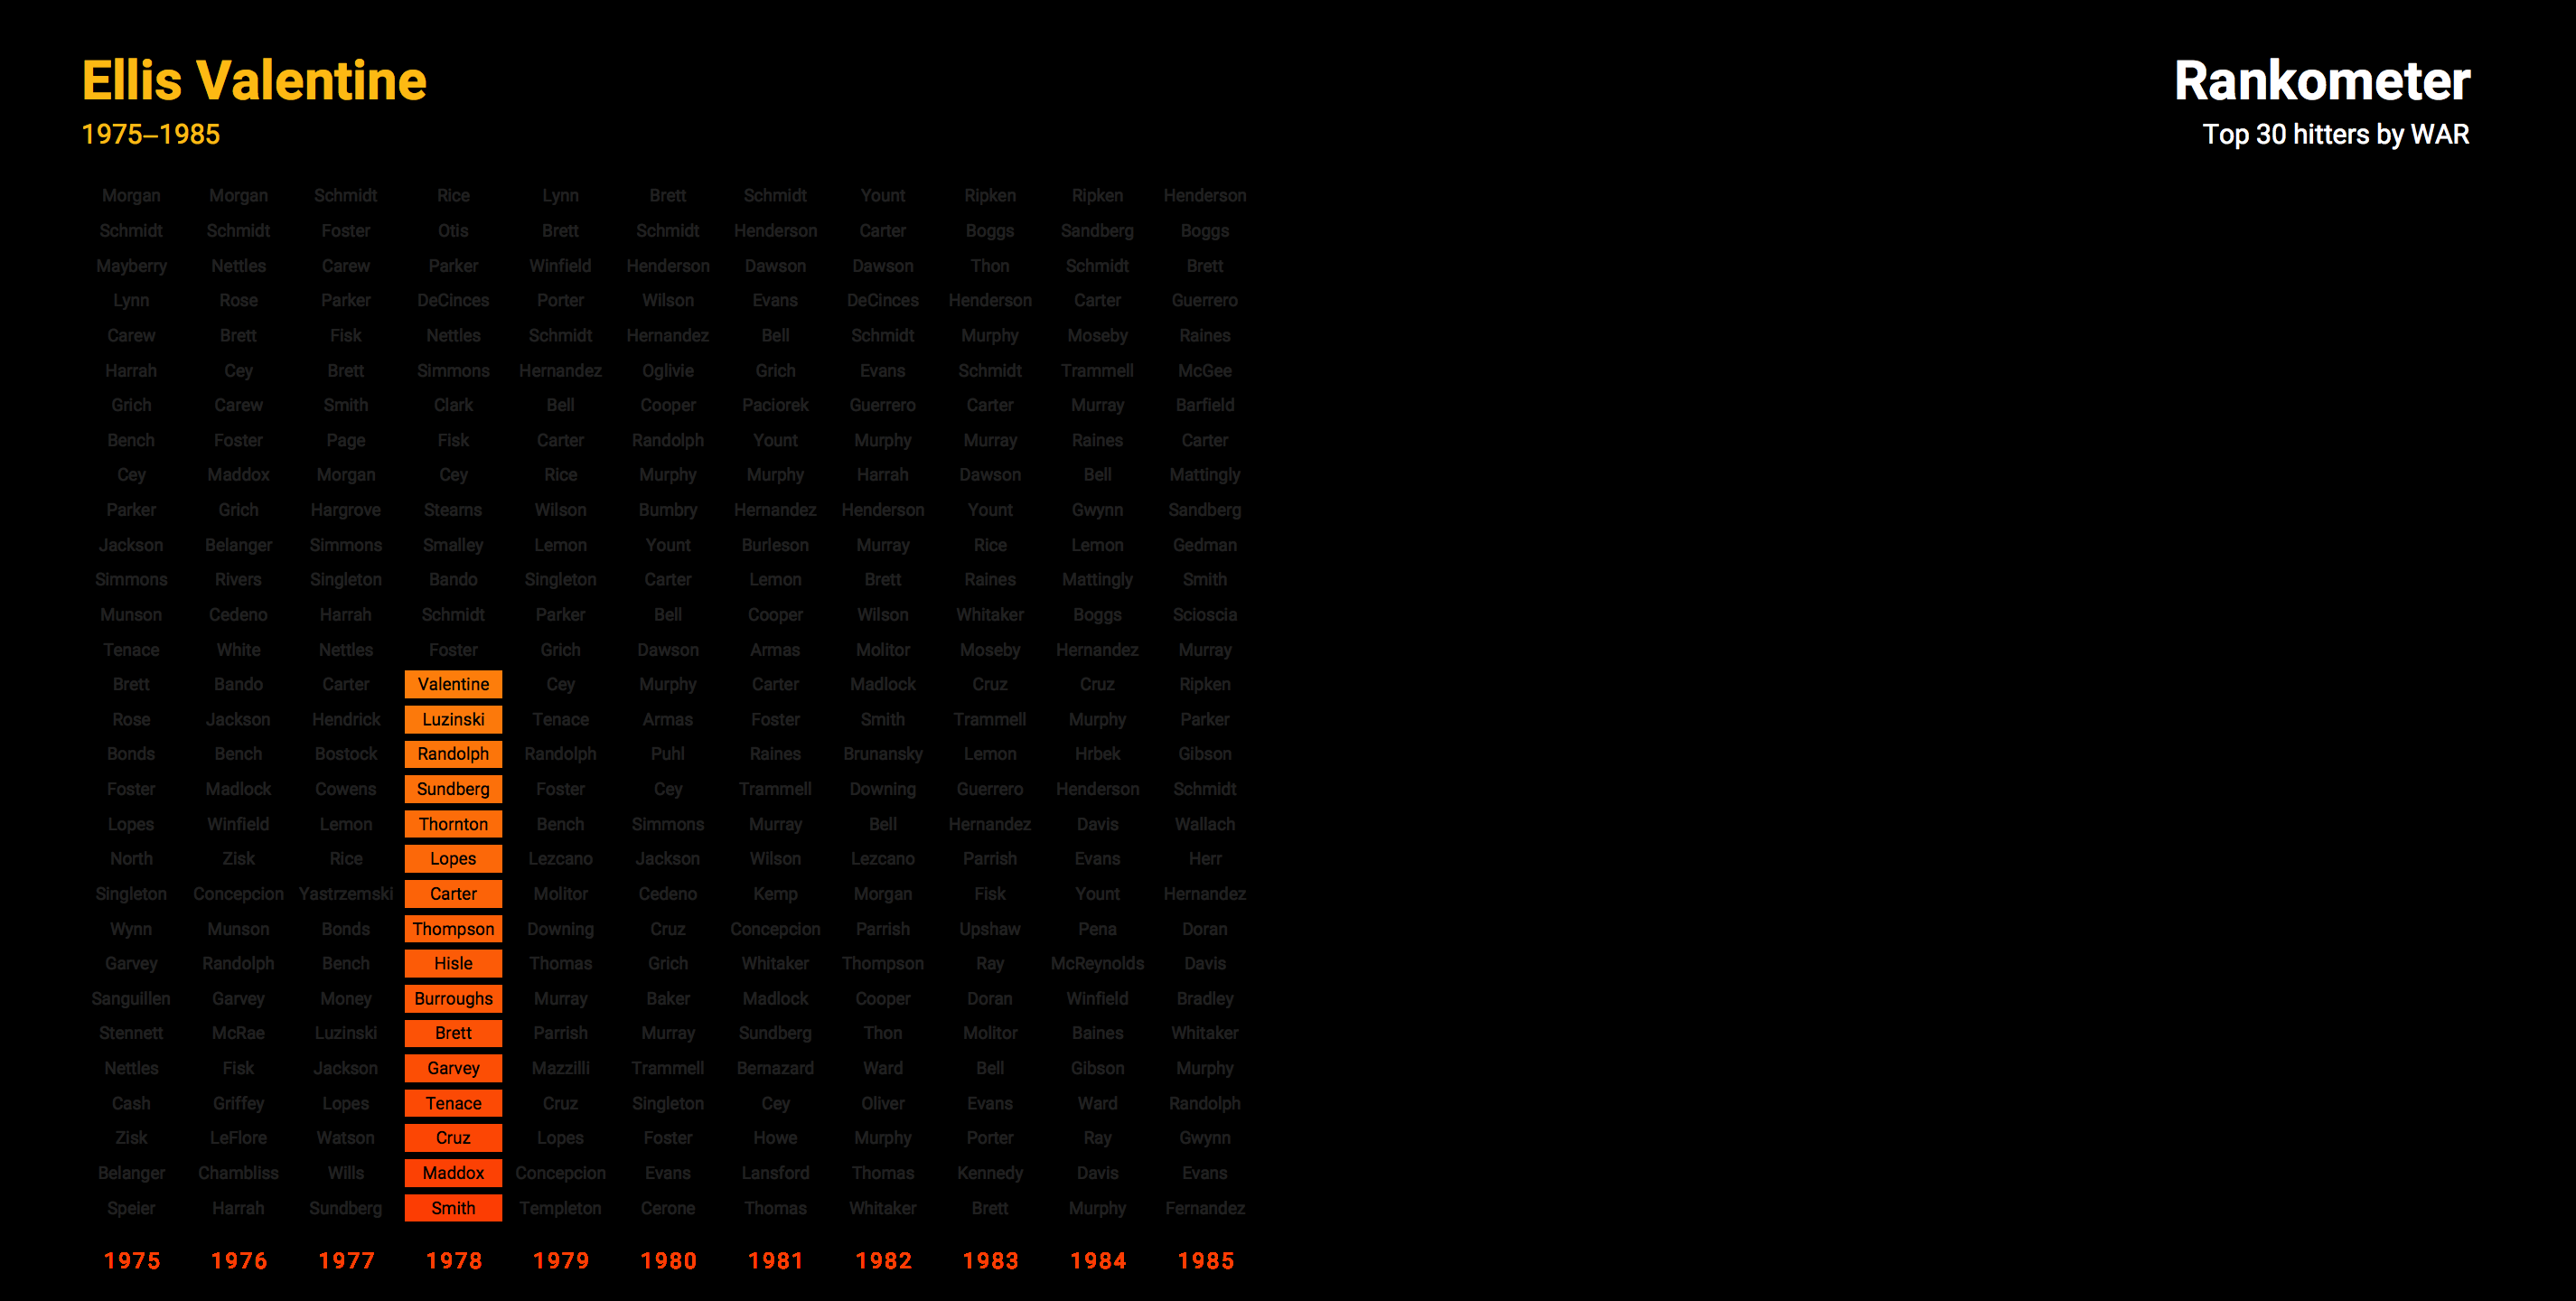 Ellis Valentine
1975–1985
Rankometer
Top 30 hitters by WAR
Morgan Morgan Schmidt Rice Lynn Brett Schmidt Yount Ripken Ripken Henderson
Schmidt Schmidt Foster Otis Brett Schmidt Henderson Carter Boggs Sandberg Boggs
Mayberry Nettles Carew Parker Winfield Henderson Dawson Dawson Thon Schmidt Brett
Lynn Rose Parker DeCinces Porter Wilson Evans DeCinces Henderson Carter Guerrero
Carew Brett Fisk Nettles Schmidt Hernandez Bell Schmidt Murphy Moseby Raines
Harrah Cey Brett Simmons Hernandez Oglivie Grich Evans Schmidt Trammell McGee
Grich Carew Smith Clark Bell Cooper Paciorek Guerrero Carter Murray Barfield
Bench Foster Page Fisk Carter Randolph Yount Murphy Murray Raines Carter
Cey Maddox Morgan Cey Rice Murphy Murphy Harrah Dawson Bell Mattingly
Parker Grich Hargrove Stearns Wilson Bumbry Hernandez Henderson Yount Gwynn Sandberg
Jackson Belanger Simmons Smalley Lemon Yount Burleson Murray Rice Lemon Gedman
Simmons Rivers Singleton Bando Singleton Carter Lemon Brett Raines Mattingly Smith
Munson Cedeno Harrah Schmidt Parker Bell Cooper Wilson Whitaker Boggs Scioscia
Tenace White Nettles Foster Grich Dawson Armas Molitor Moseby Hernandez Murray
Brett Bando Carter Valentine Cey Murphy Carter Madlock Cruz Cruz Ripken
Rose Jackson Hendrick Luzinski Tenace Armas Foster Smith Trammell Murphy Parker
Bonds Bench Bostock Randolph Randolph Puhl Raines Brunansky Lemon Hrbek Gibson
Foster Madlock Cowens Sundberg Foster Cey Trammell Downing Guerrero Henderson Schmidt
Lopes Winfield Lemon Thornton Bench Simmons Murray Bell Hernandez Davis Wallach
North Zisk Rice Lopes Lezcano Jackson Wilson Lezcano Parrish Evans Herr
Singleton Concepcion Yastrzemski Carter Molitor Cedeno Kemp Morgan Fisk Yount Hernandez
Wynn Munson Bonds Thompson Downing Cruz Concepcion Parrish Upshaw Pena Doran
Garvey Randolph Bench Hisle Thomas Grich Whitaker Thompson Ray McReynolds Davis
Sanguillen Garvey Money Burroughs Murray Baker Madlock Cooper Doran Winfield Bradley
Stennett McRae Luzinski Brett Parrish Murray Sundberg Thon Molitor Baines Whitaker
Nettles Fisk Jackson Garvey Mazzilli Trammell Bernazard Ward Bell Gibson Murphy
Cash Griffey Lopes Tenace Cruz Singleton Cey Oliver Evans Ward Randolph
Zisk LeFlore Watson Cruz Lopes Foster Howe Murphy Porter Ray Gwynn
Belanger Chambliss Wills Maddox Concepcion Evans Lansford Thomas Kennedy Davis Evans
Speier Harrah Sundberg Smith Templeton Cerone Thomas Whitaker Brett Murphy Fernandez
1975 1976 1977 1978 1979 1980 1981 1982 1983 1984 1985